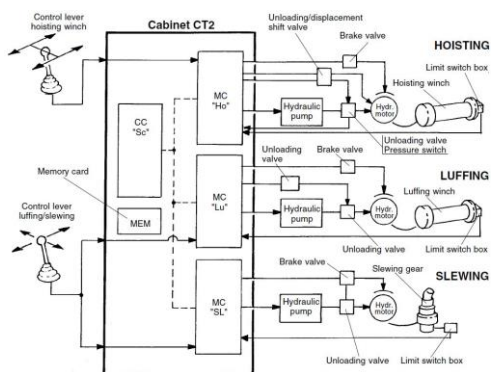 Control lever
hoisting winch
Cabinet CT2
Unloading/displacement
shift valve
Brake valve
HOISTING
Limit switch box
Hoisting winch
MC
"Ho"
CC
"Sc"
Hydraulic
pump
Hydr.
motor
Unloading valve
Pressure switch
Memory card
MEM
Unloading
valve
Brake valve
LUFFING
Luffing winch
MC
"Lu"
Hydraulic
pump
Hydr.
motor
Control lever
luffing/slewing
Unloading valve
Limit switch box
Brake valve
Slewing gear
SLEWING
MC
"SL"
Hydraulic
pump
Hydr.
motor
Unloading valve
Limit switch box